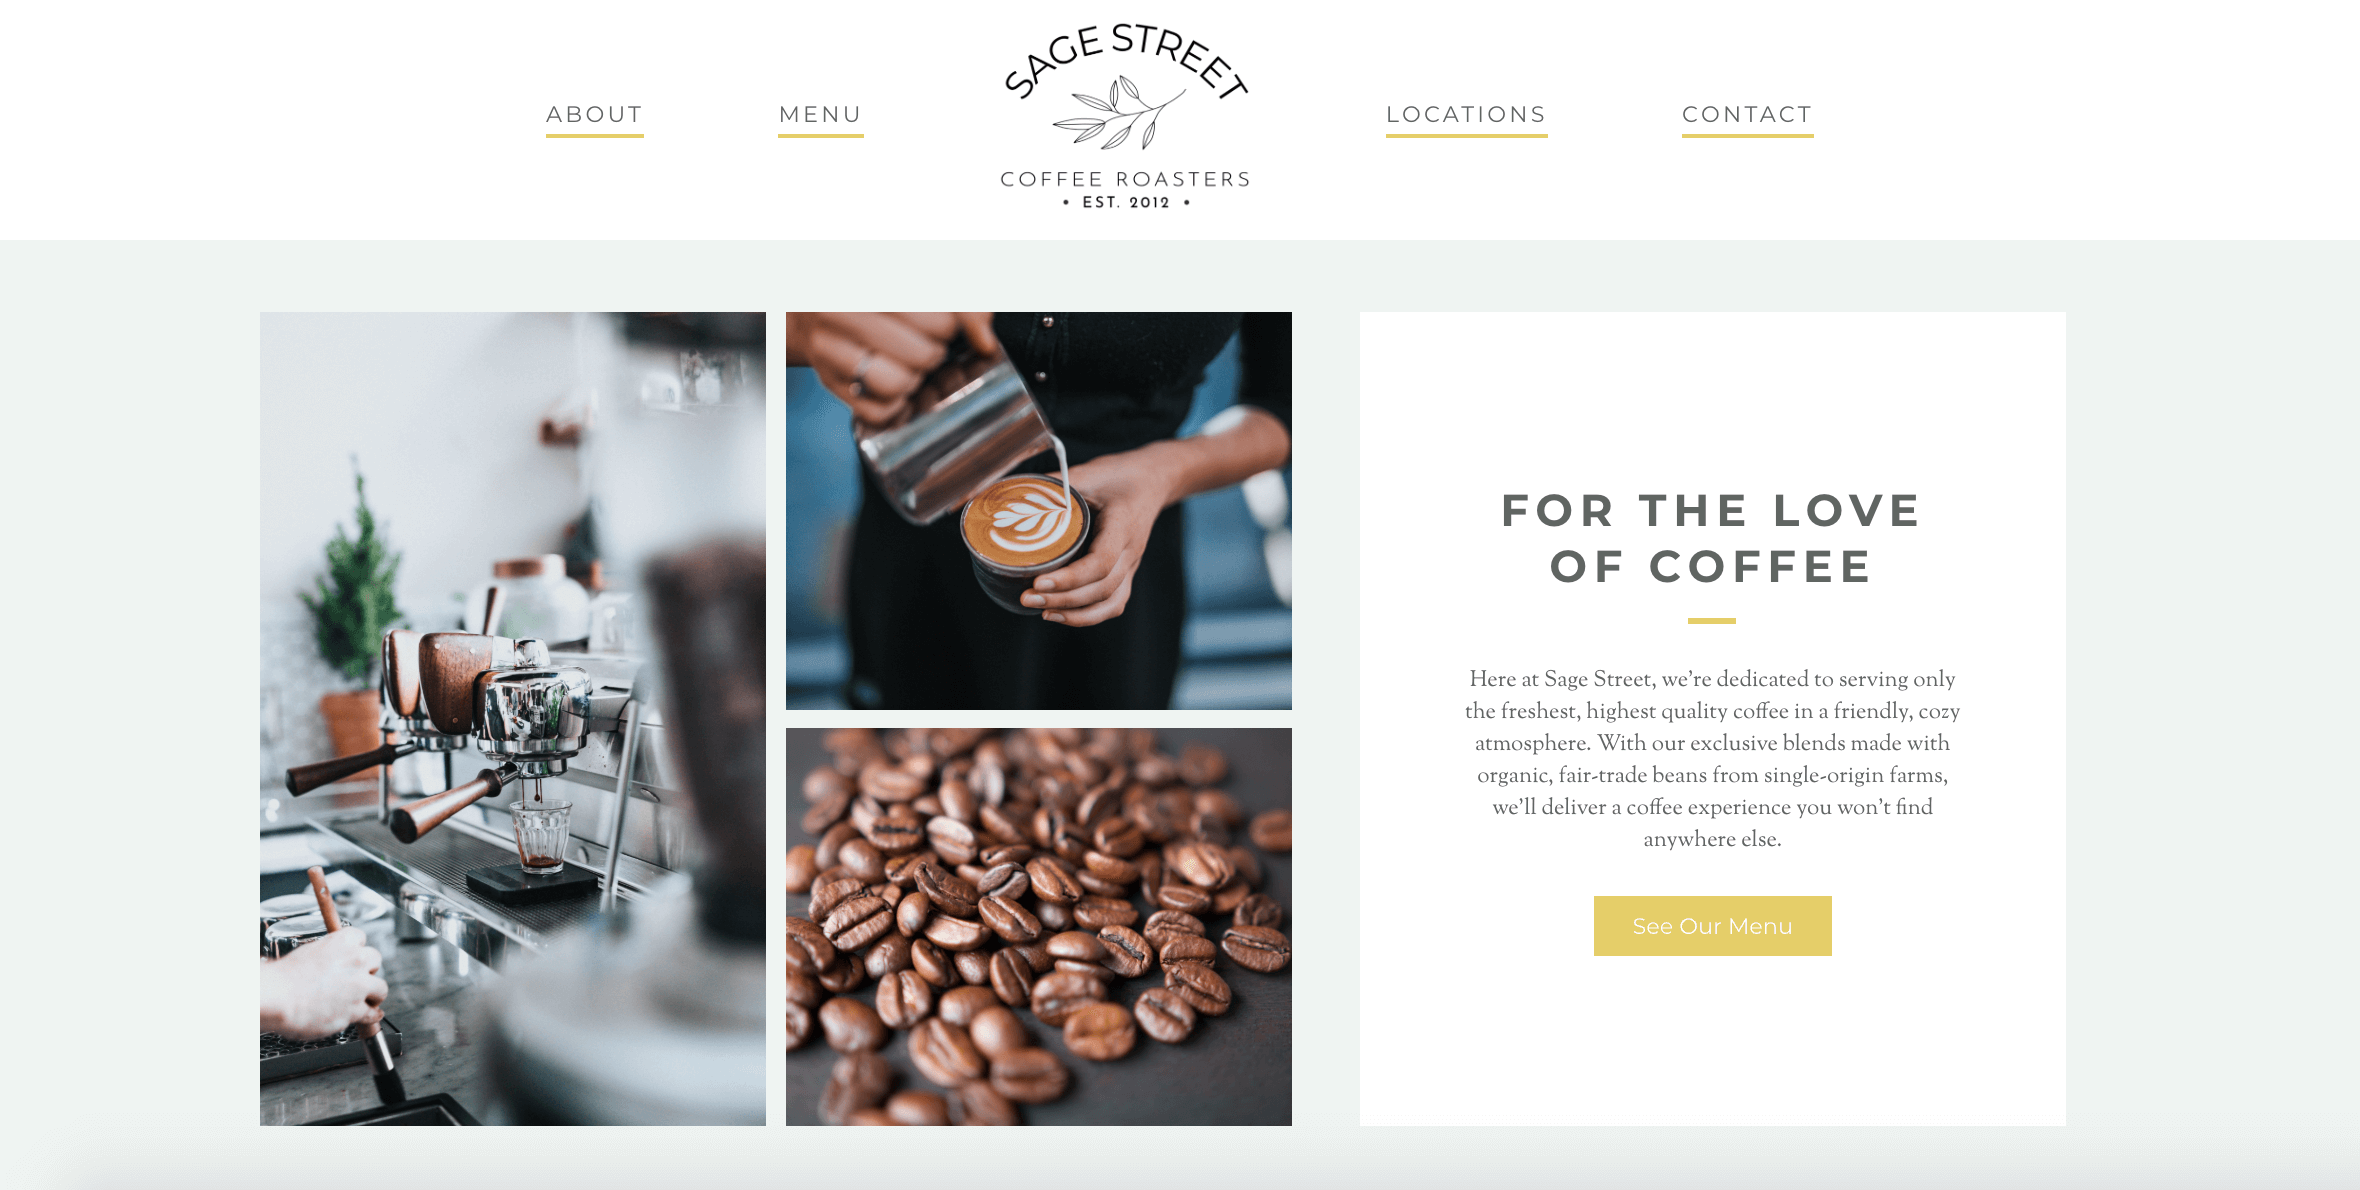 ABOUT
MENU
SAGE STREET
COFFEE ROASTERS
• EST. 2012 •
LOCATIONS
CONTACT
FOR THE LOVE
OF COFFEE
Here at Sage Street, we’re dedicated to serving only
the freshest, highest quality coffee in a friendly, cozy
atmosphere. With our exclusive blends made with
organic, fair-trade beans from single-origin farms,
we’ll deliver a coffee experience you won’t find
anywhere else.
See Our Menu